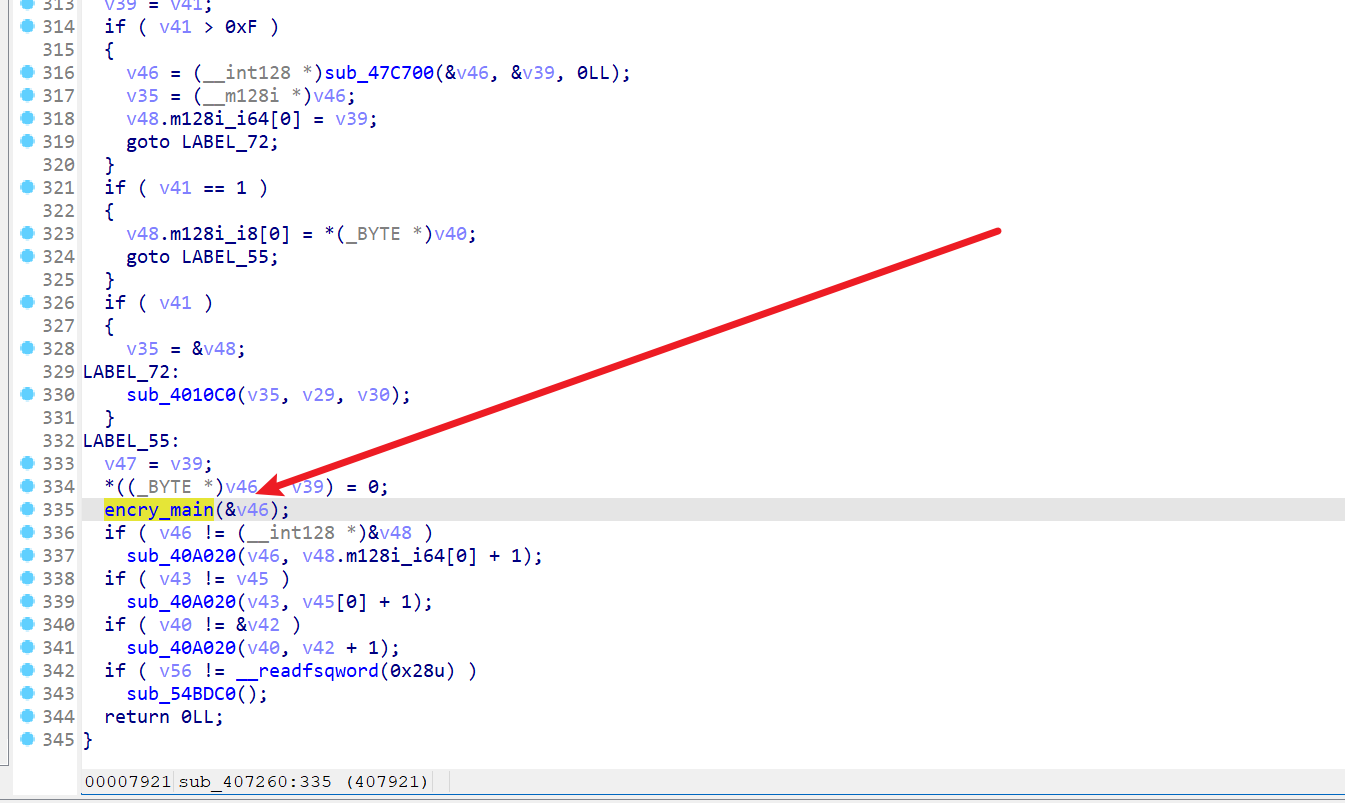 313 v39 = v41;
314 if ( v41 > 0xF )
315 {
316 v46 = (__int128 *)sub_47C700(&v46, &v39, 0LL);
317 v35 = (__m128i *)v46;
318 v48.m128i_i64[0] = v39;
319 goto LABEL_72;
320 }
321 if ( v41 == 1 )
322 {
323 v48.m128i_i8[0] = *(_BYTE *)v40;
324 goto LABEL_55;
325 }
326 if ( v41 )
327 {
328 v35 = &v48;
329 LABEL_72:
330 sub_4010C0(v35, v29, v30);
331 }
332 LABEL_55:
333 v47 = v39;
334 *((_BYTE *)v46 v39) = 0;
335 encry_main(&v46);
336 if ( v46 != (__int128 *)&v48 )
337 sub_40A020(v46, v48.m128i_i64[0] + 1);
338 if ( v43 != v45 )
339 sub_40A020(v43, v45[0] + 1);
340 if ( v40 != &v42 )
341 sub_40A020(v40, v42 + 1);
342 if ( v56 != __readfsqword(0x28u) )
343 sub_54BDC0();
344 return 0LL;
345 }
00007921 sub_407260:335 (407921)